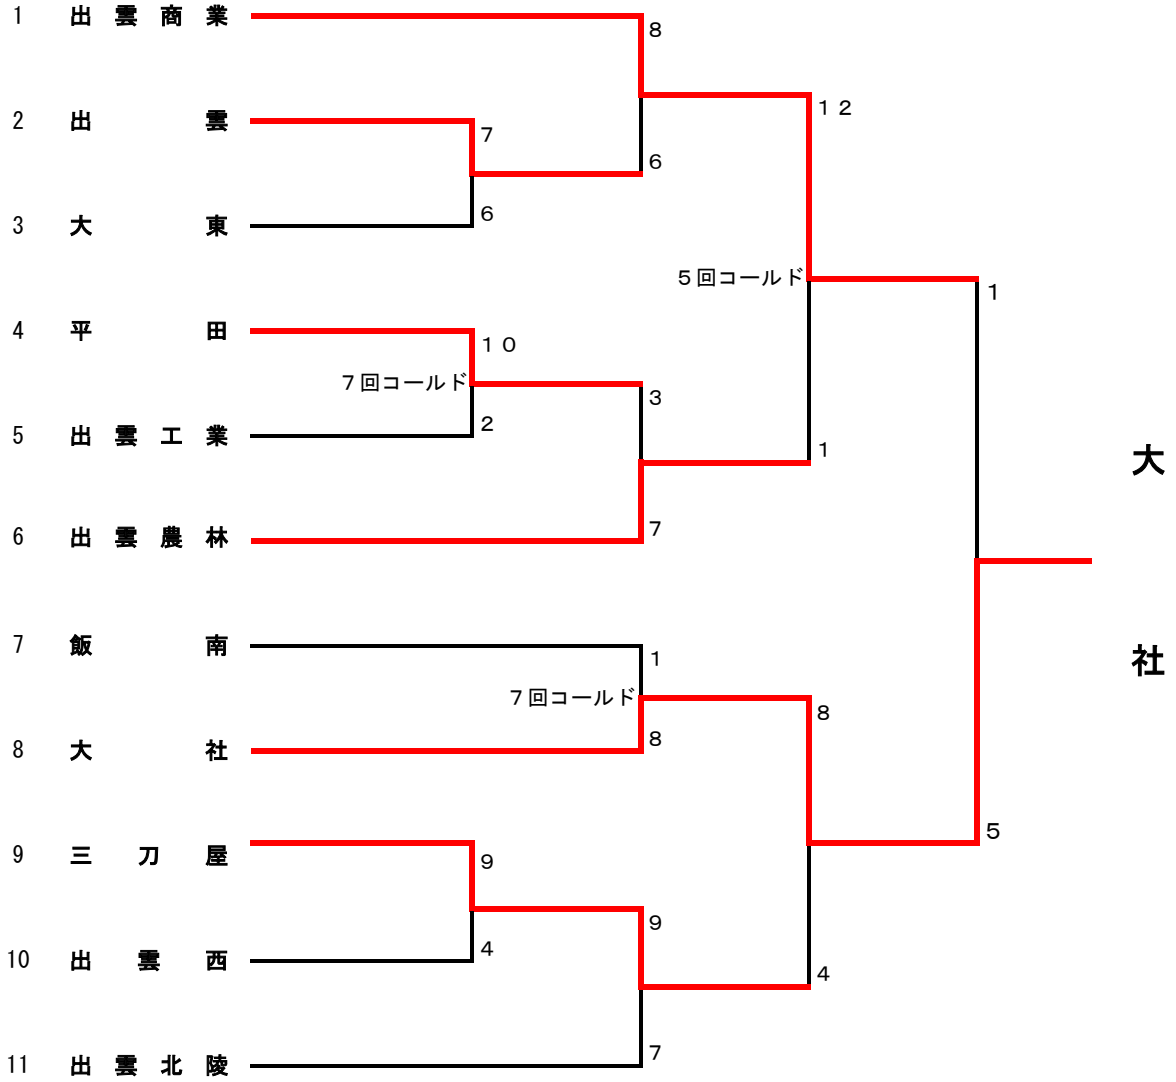 1 出雲商業
8
12
2 出雲
7
6
3 大東
6
5回コールド
1
4 平田
10
7回コールド
3
5 出雲工業
2
1
大
6 出雲農林
7
7 飯南
1
社
7回コールド
8
8 大社
8
5
9 三刀屋
9
9
10 出雲西
4
4
11 出雲北陵
7